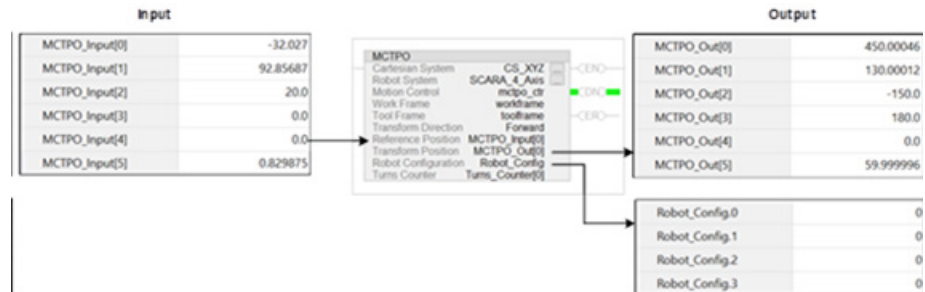 Input
Output
MCTPO_Input[0] -32.027
MCTPO_Input[1] 92.85687
MCTPO_Input[2] 20.0
MCTPO_Input[3] 0.0
MCTPO_Input[4] 0.0
MCTPO_Input[5] 0.829875
MCTPO
Cartesian System CS_XYZ
Robot System SCARA_4_Axis
Motion Control mctpo_ctr
Work Frame workframe
Tool Frame toolframe
Transform Direction Forward
Reference Position MCTPO_Input[0]
Transform Position MCTPO_Out[0]
Robot Configuration Robot_Config
Turns Counter Turns_Counter[0]
...
...
EN
DN
ER
MCTPO_Out[0] 450.00046
MCTPO_Out[1] 130.00012
MCTPO_Out[2] -150.0
MCTPO_Out[3] 180.0
MCTPO_Out[4] 0.0
MCTPO_Out[5] 59.999996
Robot_Config.0 0
Robot_Config.1 0
Robot_Config.2 0
Robot_Config.3 0